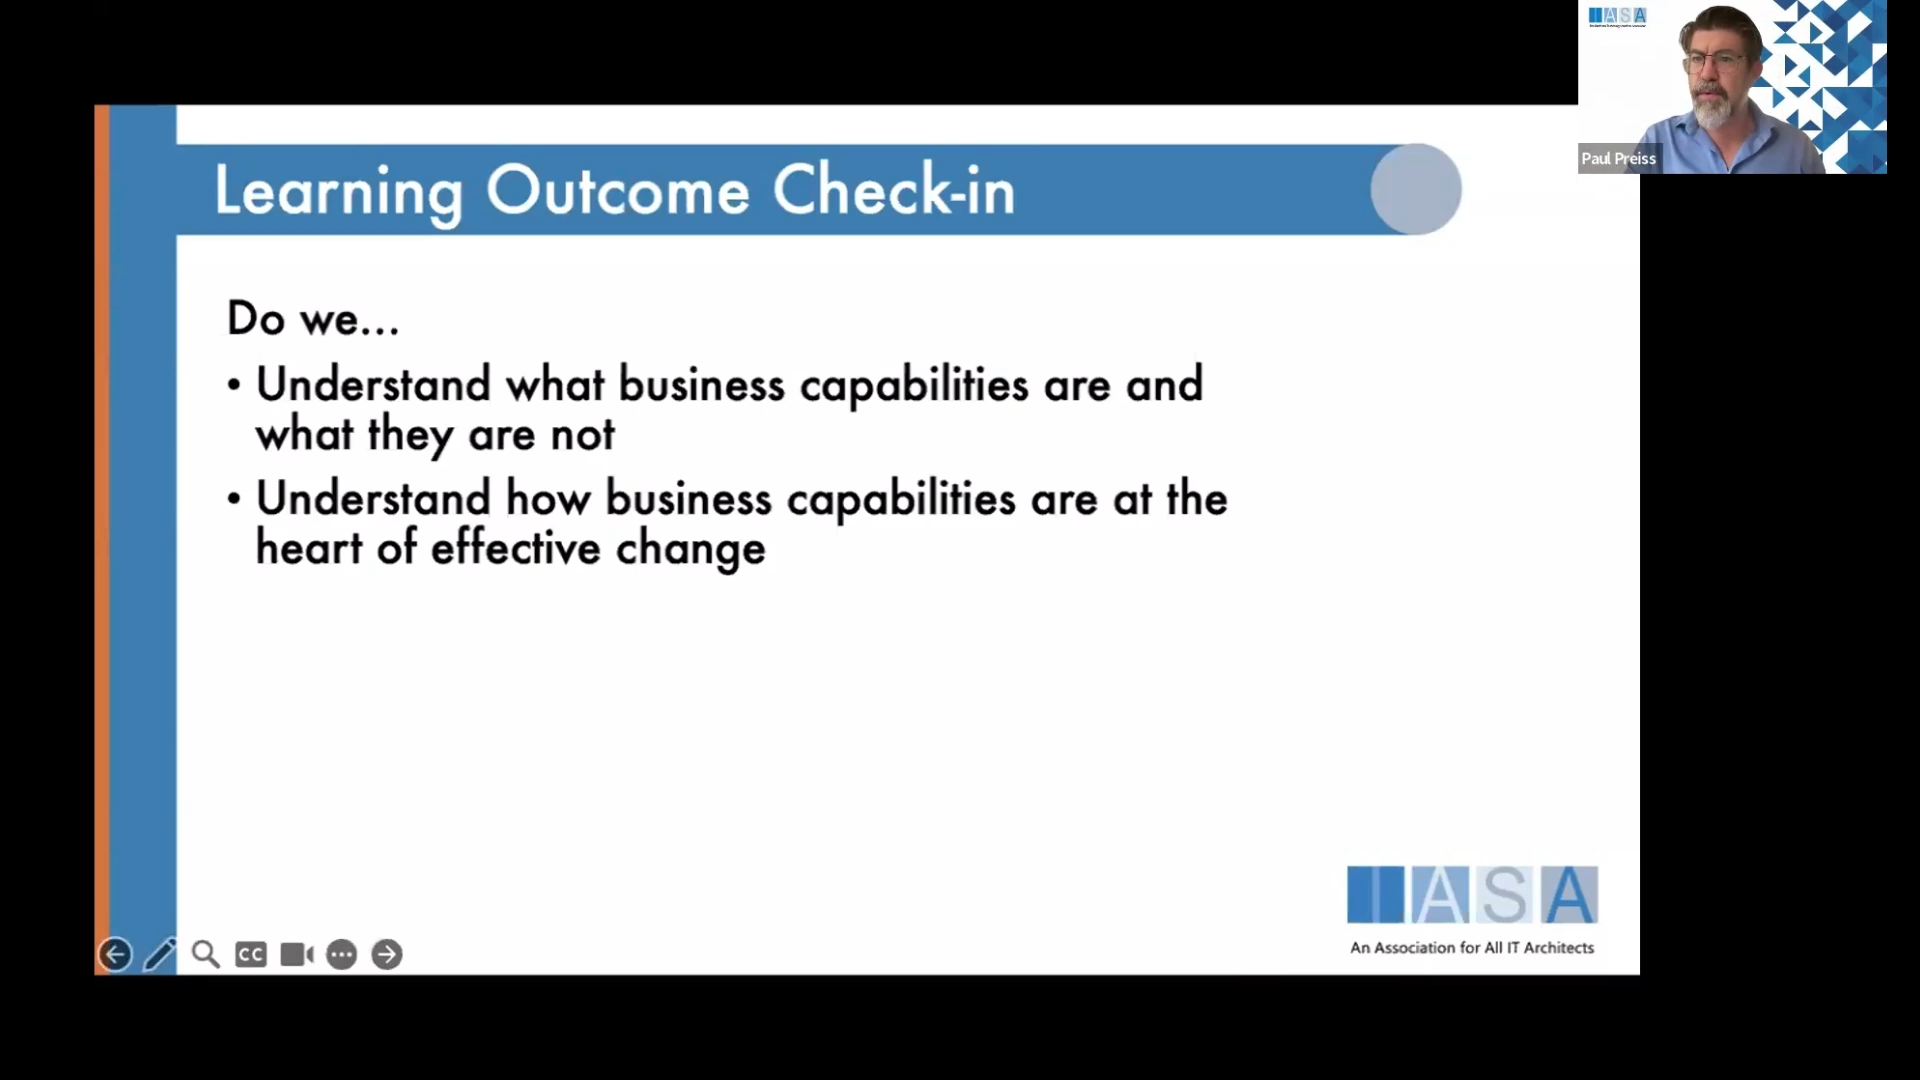 IASA
Paul Preiss
Learning Outcome Check-in
Do we...
• Understand what business capabilities are and
what they are not
• Understand how business capabilities are at the
heart of effective change
IASA
An Association for All IT Architects
CC